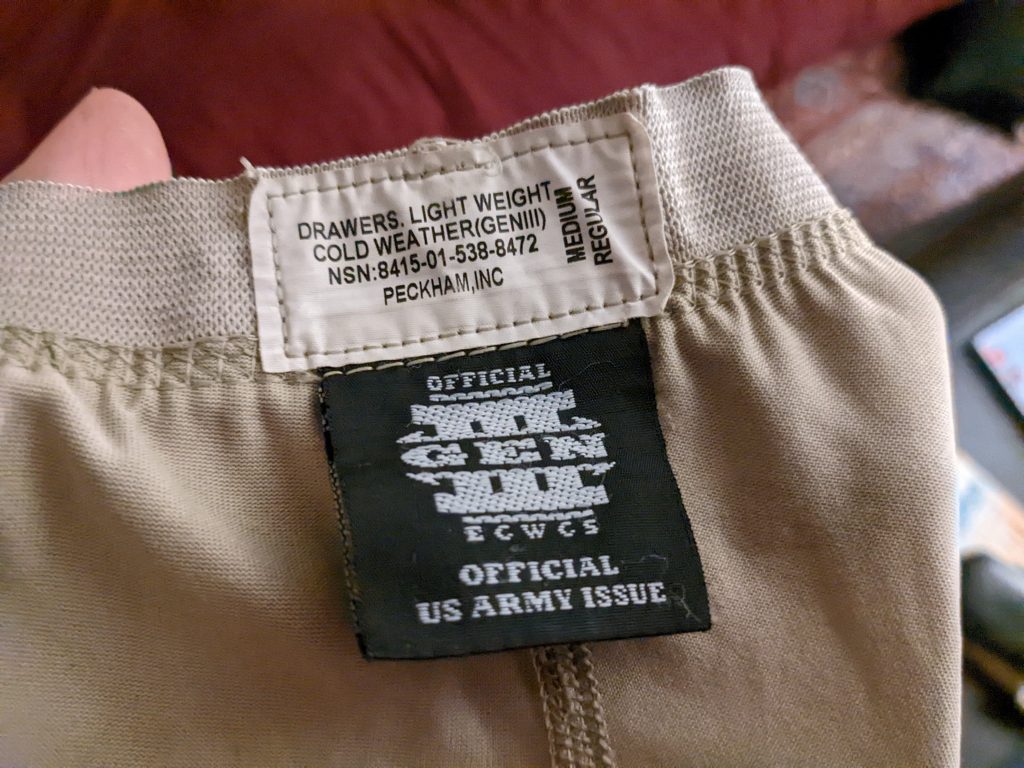 DRAWERS. LIGHT WEIGHT
COLD WEATHER(GENIII)
NSN:8415-01-538-8472
PECKHAM,INC
MEDIUM
REGULAR
OFFICIAL
GEN
III
ECWCS
OFFICIAL
US ARMY ISSUE